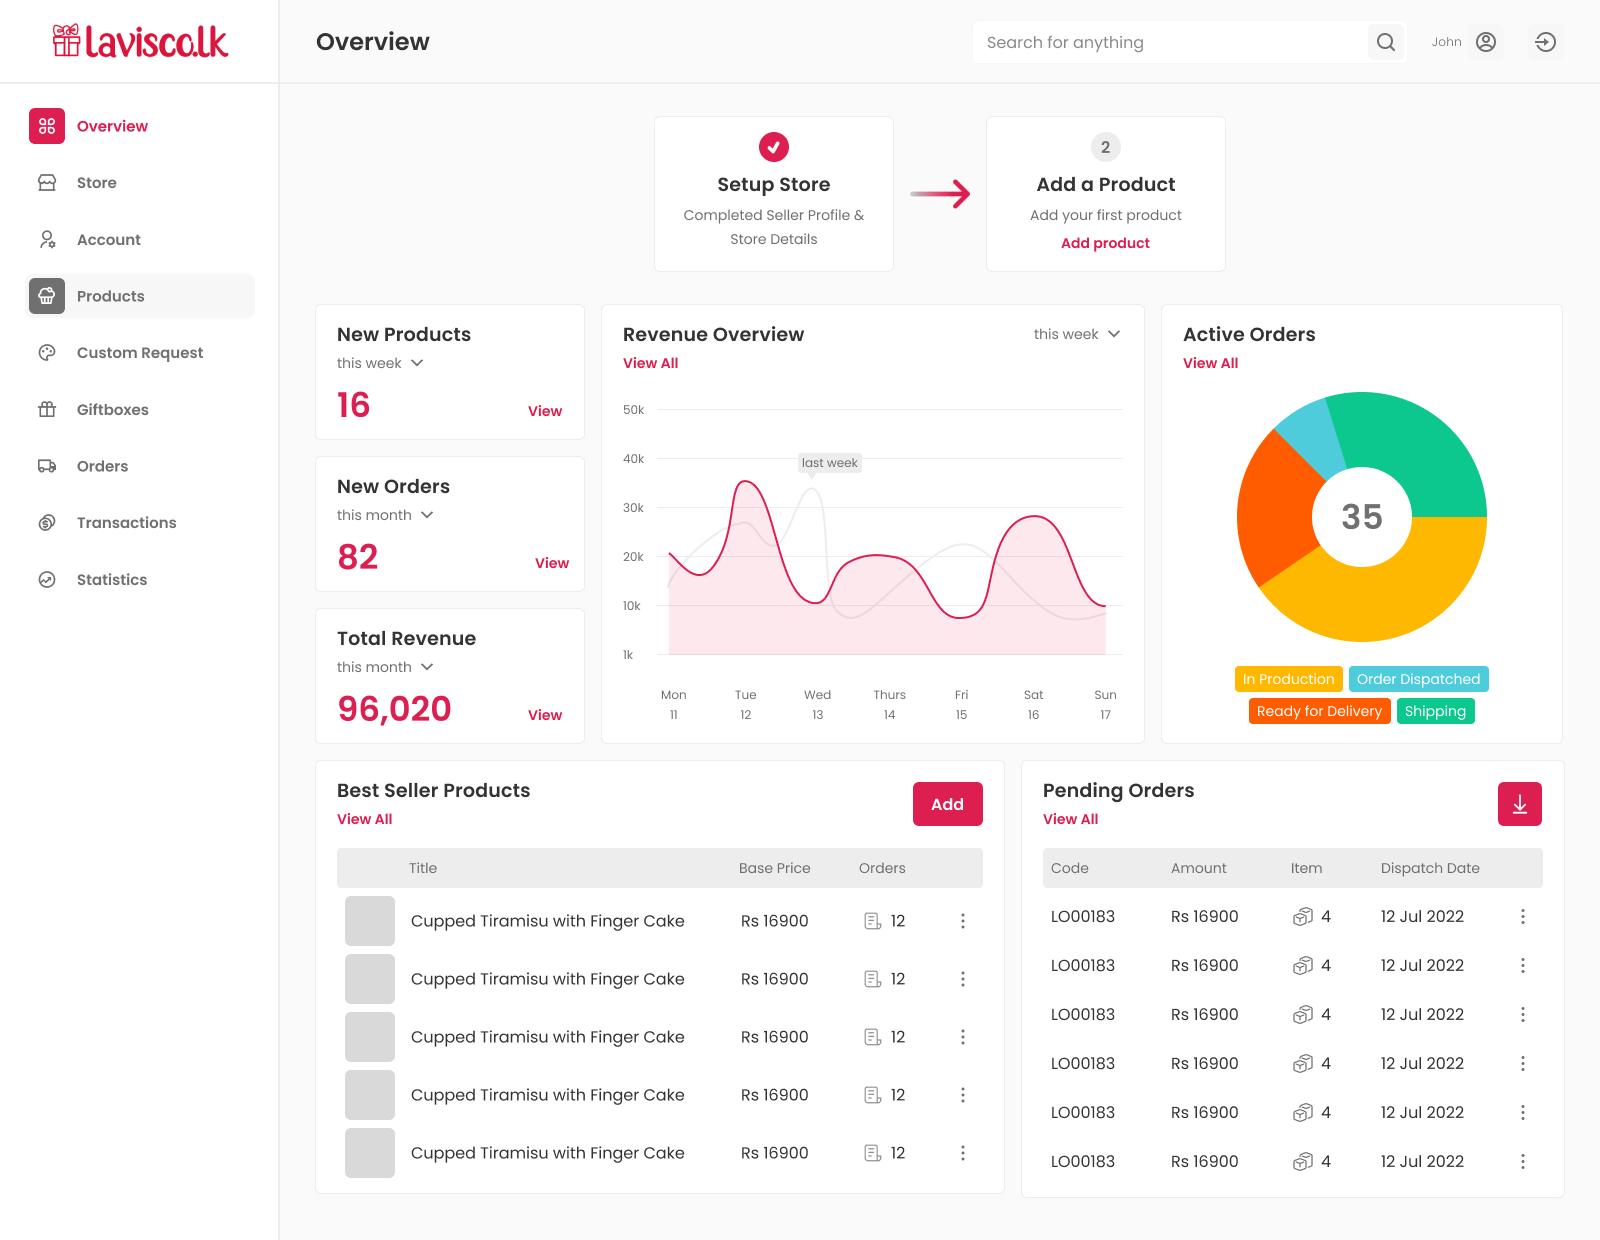 Lavisco.lk
Overview
Search for anything
John
Overview
Store
Account
Products
Custom Request
Giftboxes
Orders
Transactions
Statistics
Setup Store
Completed Seller Profile &
Store Details
2
Add a Product
Add your first product
Add product
New Products
this week
16
View
New Orders
this month
82
View
Total Revenue
this month
96,020
View
Revenue Overview
this week
View All
50k
40k
30k
20k
10k
1k
last week
Mon Tue Wed Thurs Fri Sat Sun
11 12 13 14 15 16 17
Active Orders
View All
35
In Production Order Dispatched
Ready for Delivery Shipping
Best Seller Products
View All
Add
Title Base Price Orders
Cupped Tiramisu with Finger Cake Rs 16900 12
Cupped Tiramisu with Finger Cake Rs 16900 12
Cupped Tiramisu with Finger Cake Rs 16900 12
Cupped Tiramisu with Finger Cake Rs 16900 12
Cupped Tiramisu with Finger Cake Rs 16900 12
Pending Orders
View All
Code Amount Item Dispatch Date
LO00183 Rs 16900 4 12 Jul 2022
LO00183 Rs 16900 4 12 Jul 2022
LO00183 Rs 16900 4 12 Jul 2022
LO00183 Rs 16900 4 12 Jul 2022
LO00183 Rs 16900 4 12 Jul 2022
LO00183 Rs 16900 4 12 Jul 2022